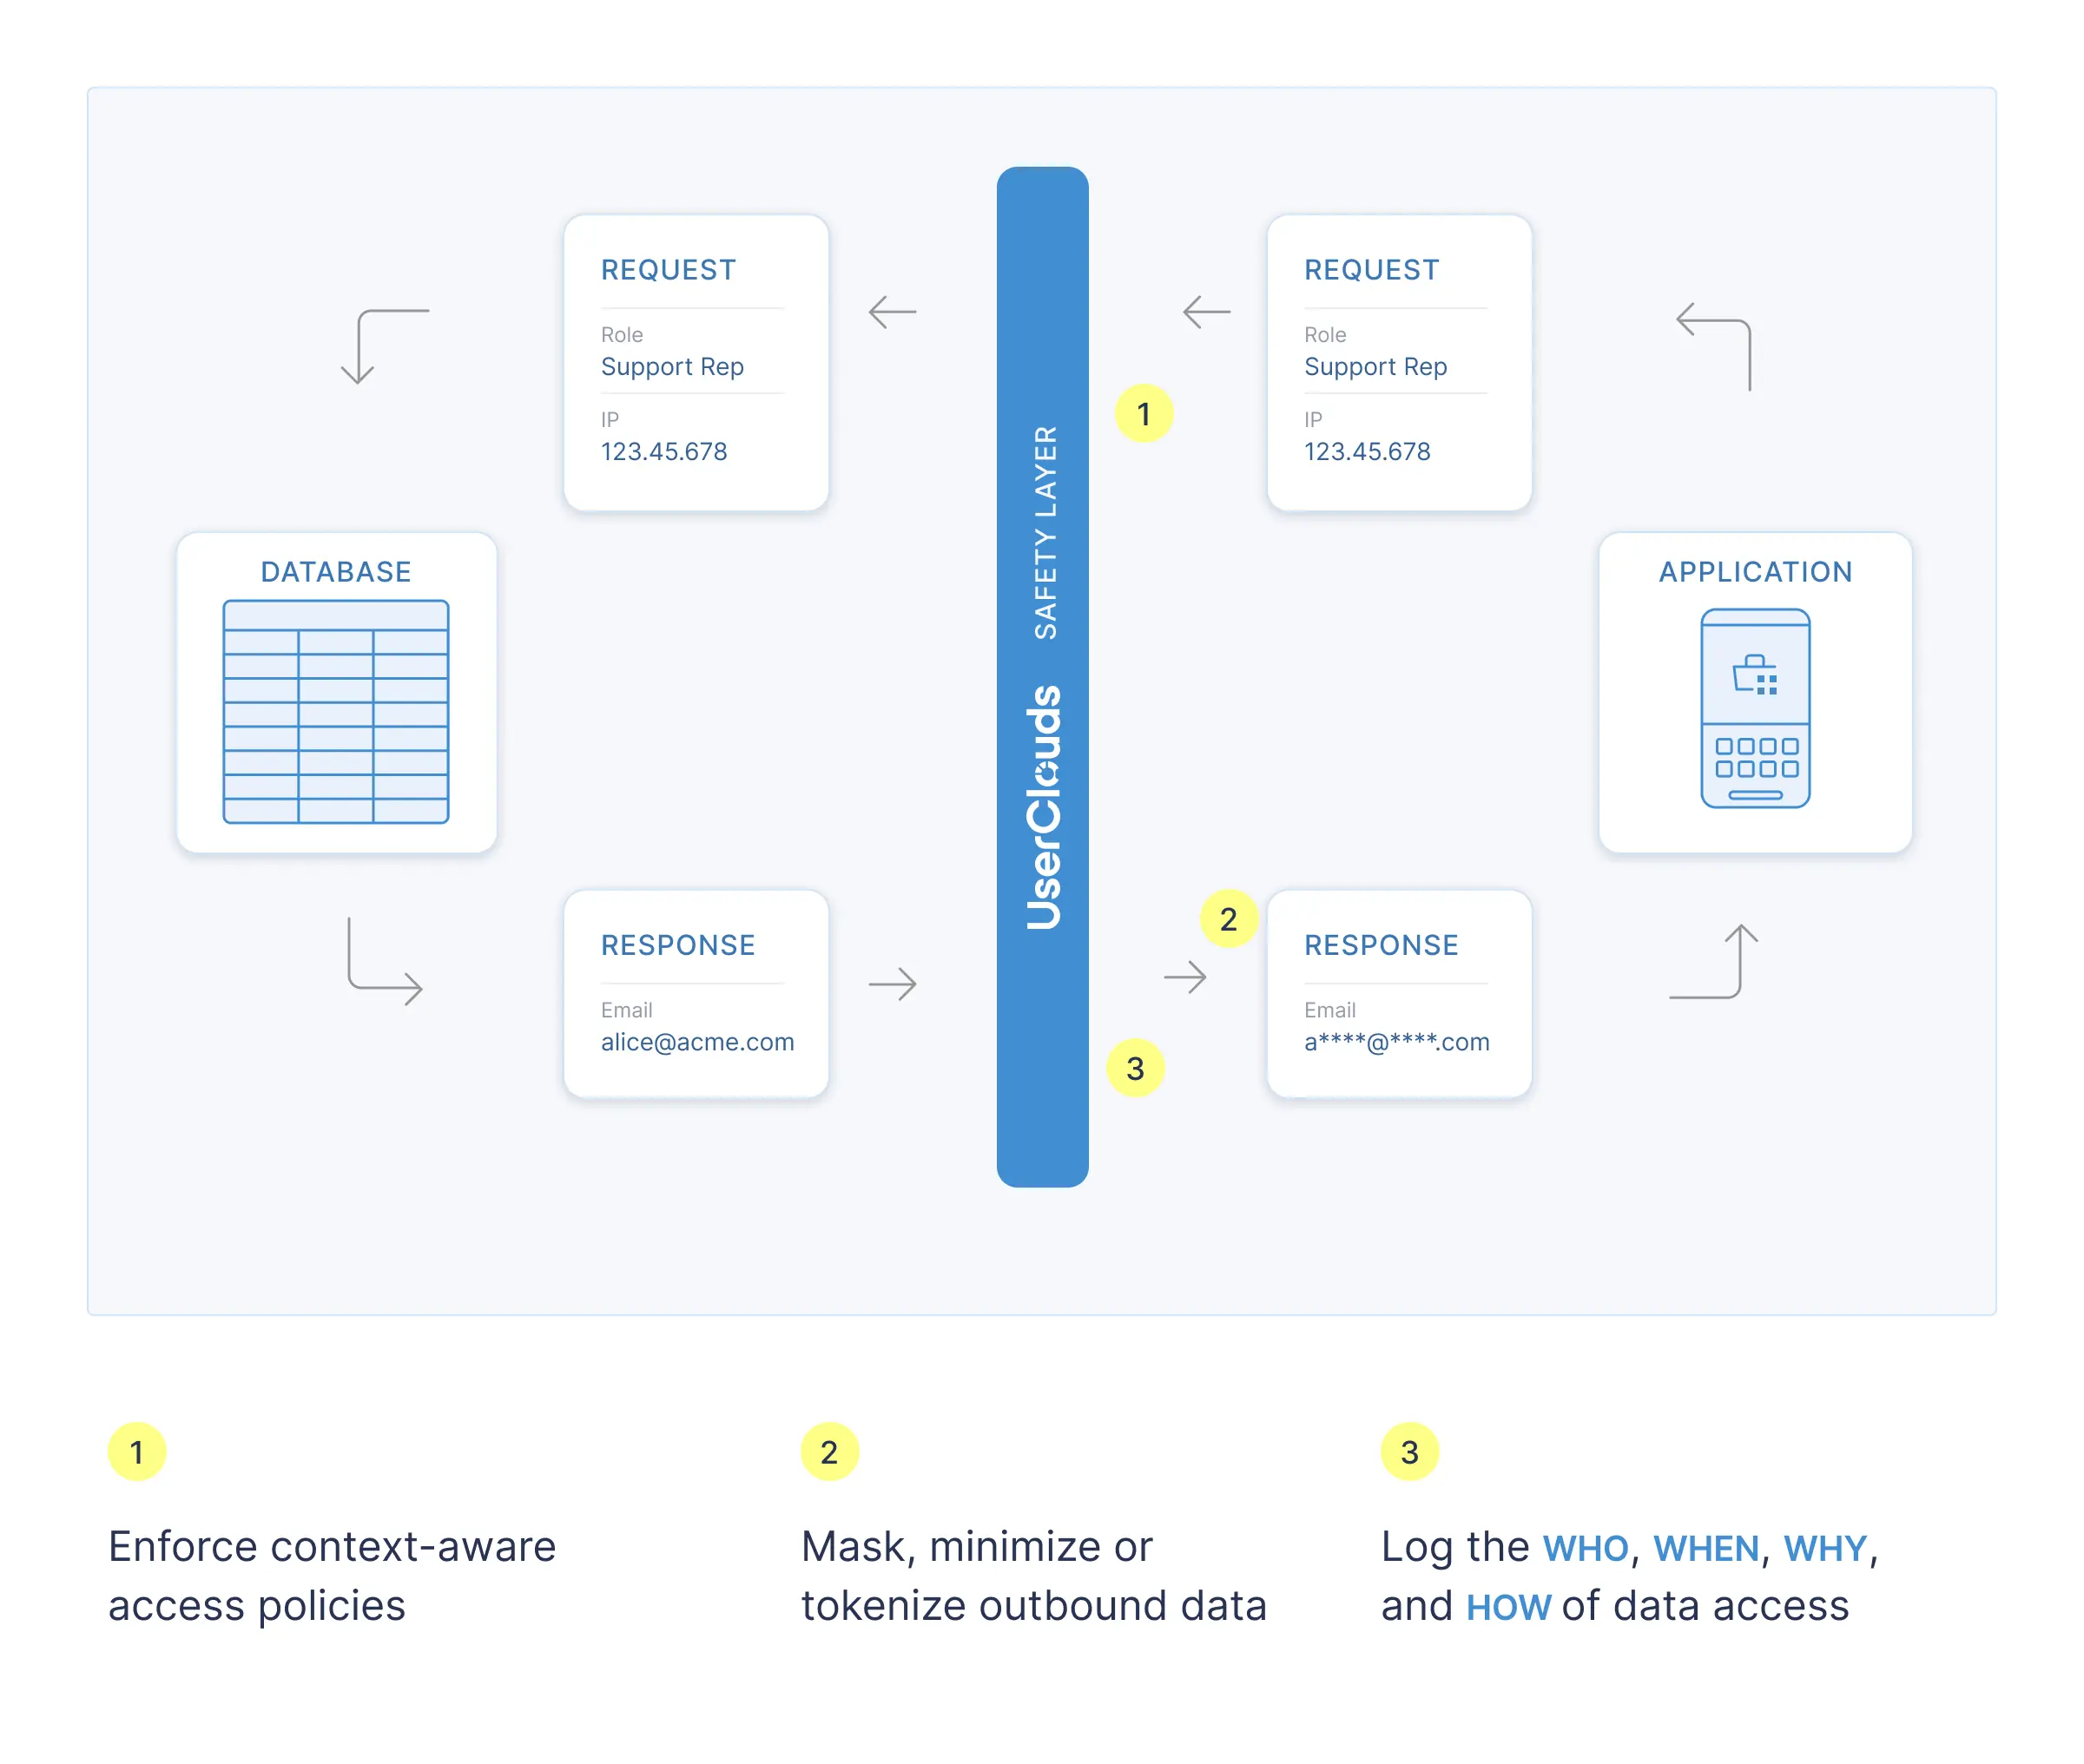 REQUEST
Role
Support Rep
IP
123.45.678
REQUEST
Role
Support Rep
IP
123.45.678
1
DATABASE
UserClouds SAFETY LAYER
APPLICATION
RESPONSE
Email
alice@acme.com
2
RESPONSE
Email
a****@****.com
3
1
Enforce context-aware
access policies
2
Mask, minimize or
tokenize outbound data
3
Log the WHO, WHEN, WHY,
and HOW of data access